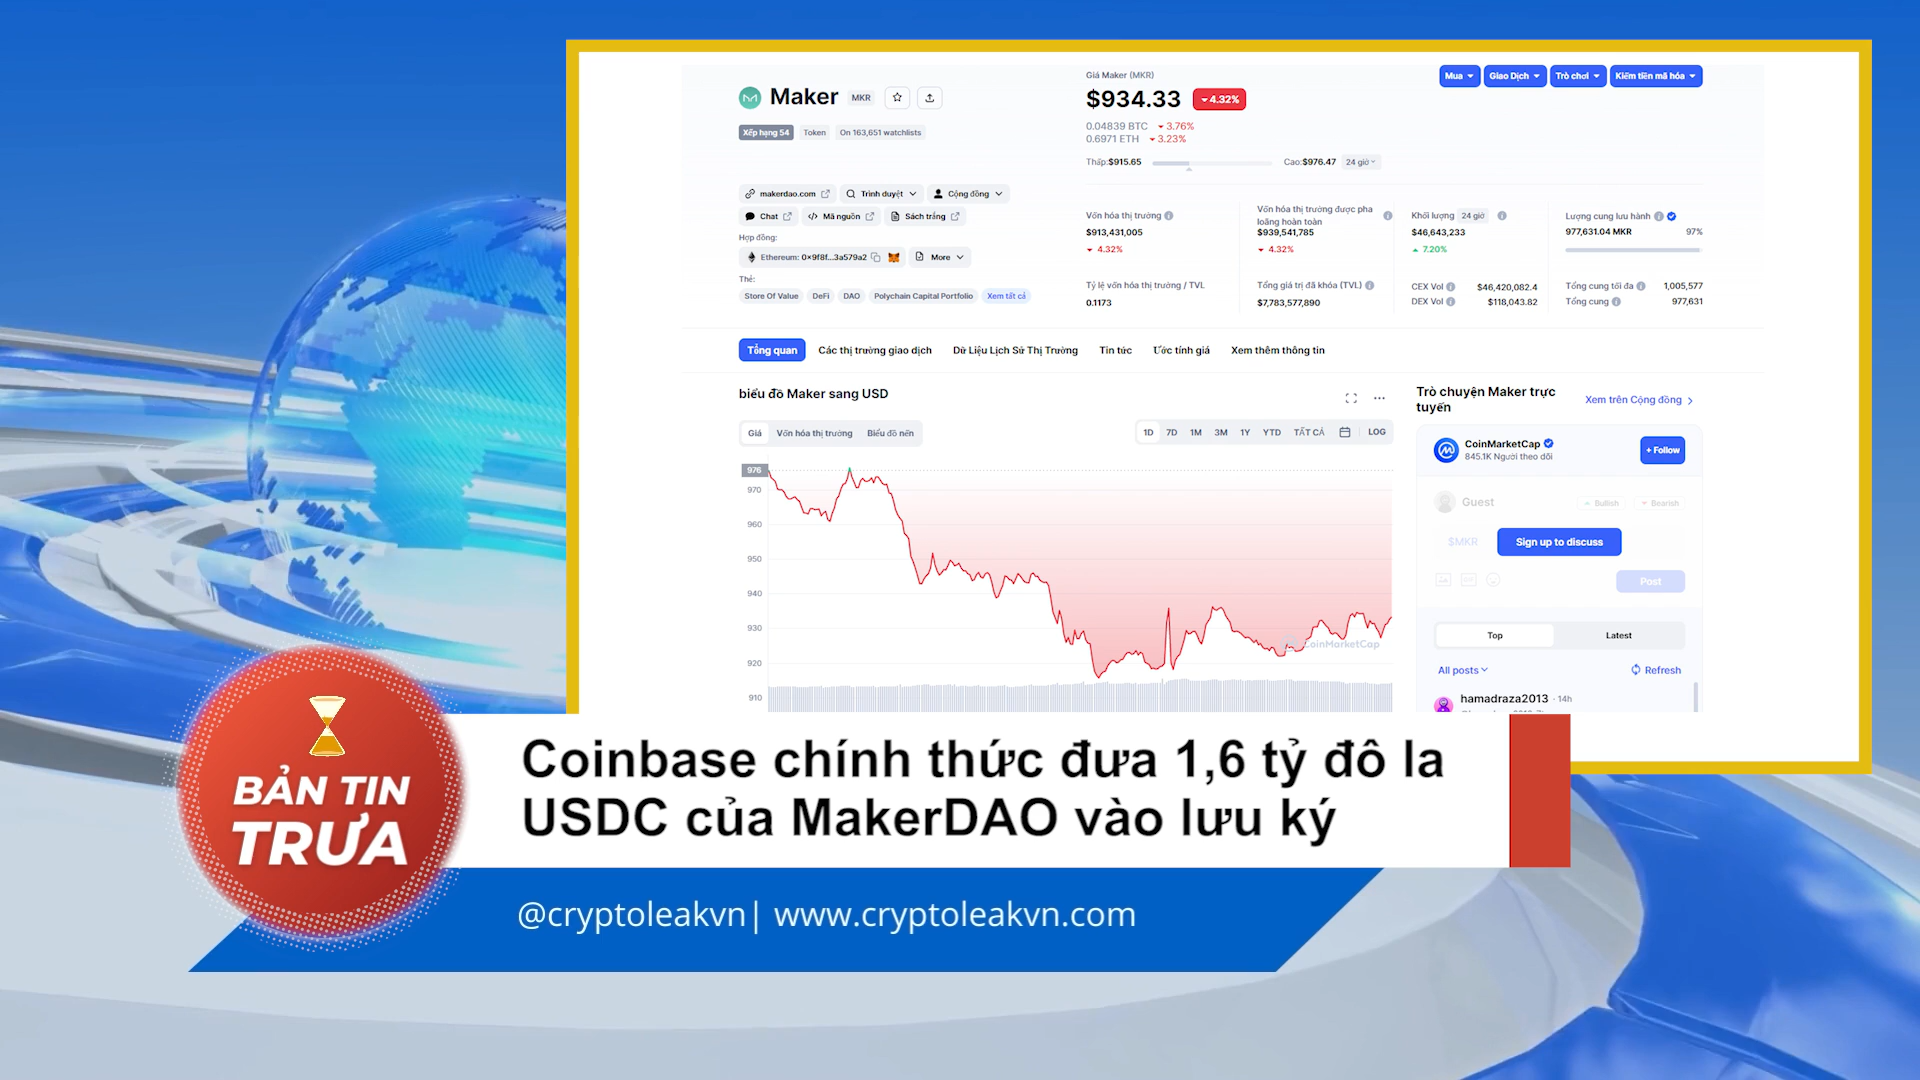 Maker MKR
Xếp hạng 54 Token On 163,651 watchlists
makerdao.com Trình duyệt Cộng đồng
Chat Mã nguồn Sách trắng
Hợp đồng:
Ethereum: 0x9f8f...3a579a2 More
Thẻ:
Store Of Value DeFi DAO Polychain Capital Portfolio Xem tất cả
Giá Maker (MKR)
$934.33 4.32%
0.04839 BTC 3.76%
0.6971 ETH 3.23%
Thấp:$915.65 Cao:$976.47 24 giờ
Mua Giao Dịch Trò chơi Kiếm tiền mã hóa
Vốn hóa thị trường
$913,431,005
4.32%
Tỷ lệ vốn hóa thị trường / TVL
0.1173
Vốn hóa thị trường được pha
loãng hoàn toàn
$939,541,785
4.32%
Tổng giá trị đã khóa (TVL)
$7,783,577,890
Khối lượng 24 giờ
$46,643,233
7.20%
CEX Vol $46,420,082.4
DEX Vol $118,043.82
Lượng cung lưu hành
977,631.04 MKR 97%
Tổng cung tối đa 1,005,577
Tổng cung 977,631
Tổng quan Các thị trường giao dịch Dữ Liệu Lịch Sử Thị Trường Tin tức Ước tính giá Xem thêm thông tin
biểu đồ Maker sang USD
Giá Vốn hóa thị trường Biểu đồ nến
1D 7D 1M 3M 1Y YTD TẤT CẢ LOG
976
970
960
950
940
930
920
910
CoinMarketCap
Trò chuyện Maker trực
tuyến
Xem trên Cộng đồng
CoinMarketCap
845.1K Người theo dõi
+ Follow
Guest Bullish Bearish
$MKR
Sign up to discuss
Post
Top Latest
All posts Refresh
hamadraza2013 · 14h
BẢN TIN
TRƯA
Coinbase chính thức đưa 1,6 tỷ đô la
USDC của MakerDAO vào lưu ký
@cryptoleakvn| www.cryptoleakvn.com